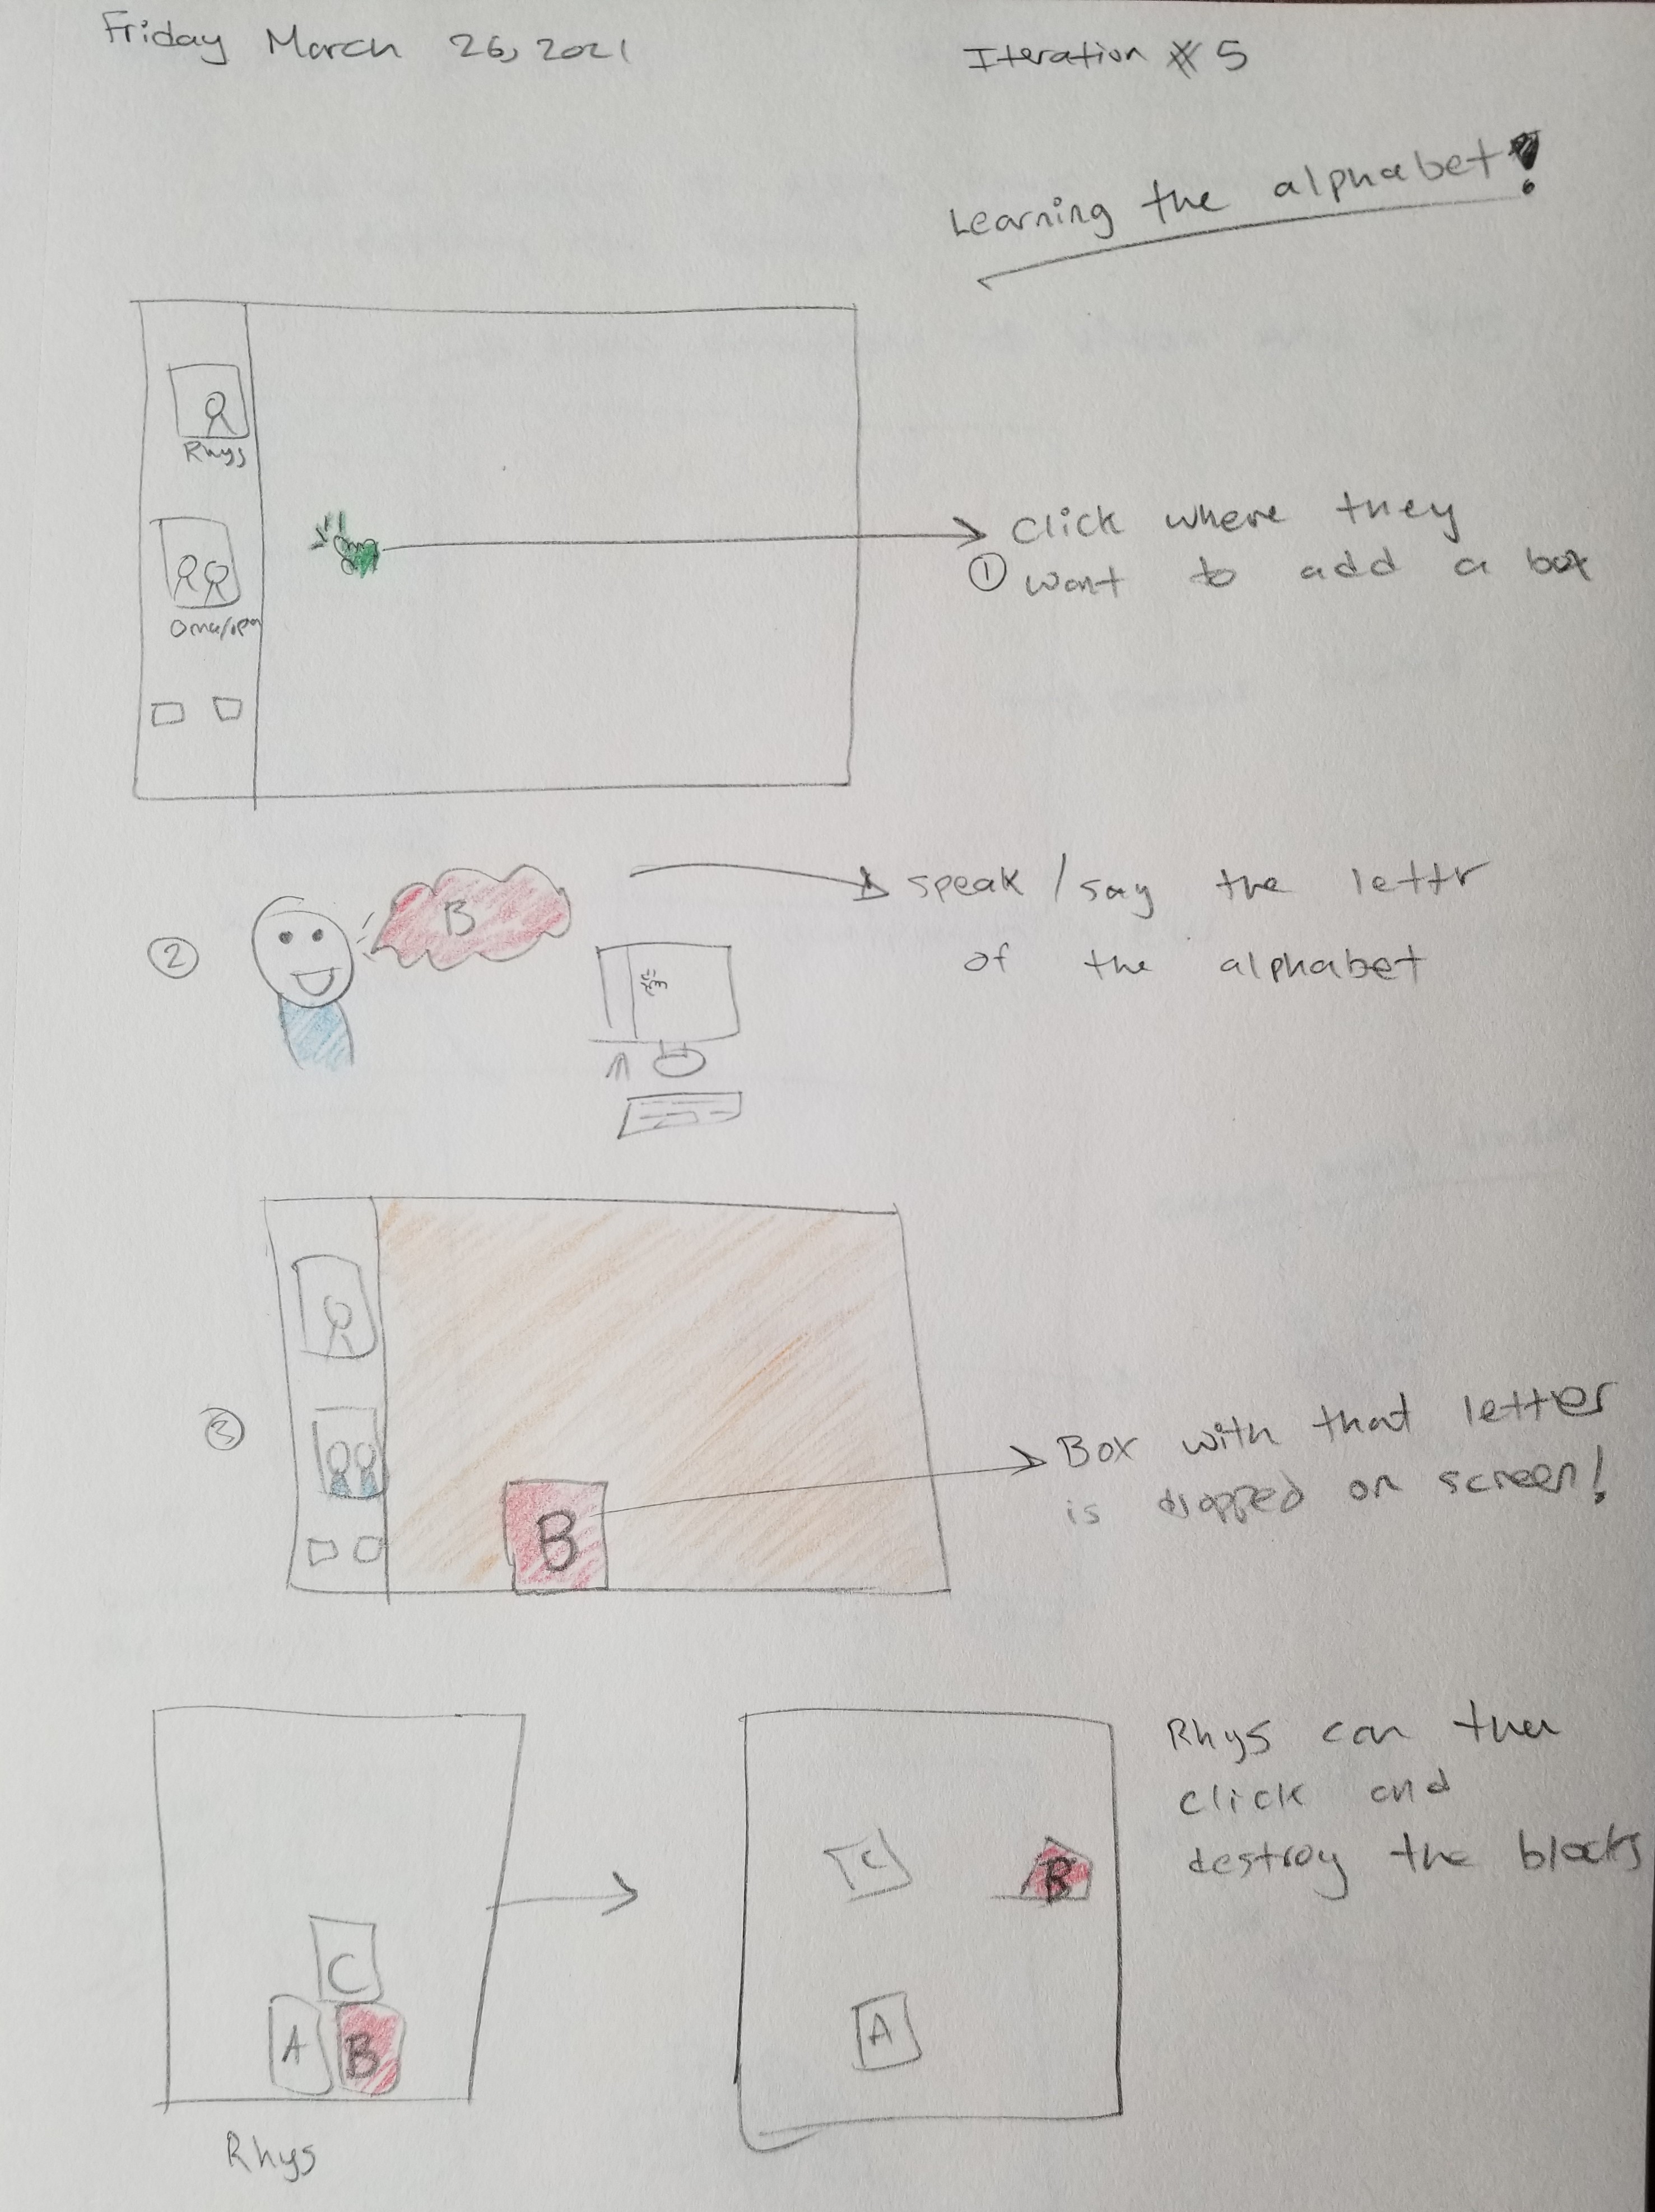 Friday March 26, 2021
Iteration # 5
Learning the alphabet!
Rhys
Oma/opa
Click where they
① want to add a box
②
B
speak / say the lettr
of the alphabet
③
B
Box with that letter
is dropped on screen!
Rhys can then
click and
destroy the blocks
C
A B
Rhys
C
B
A